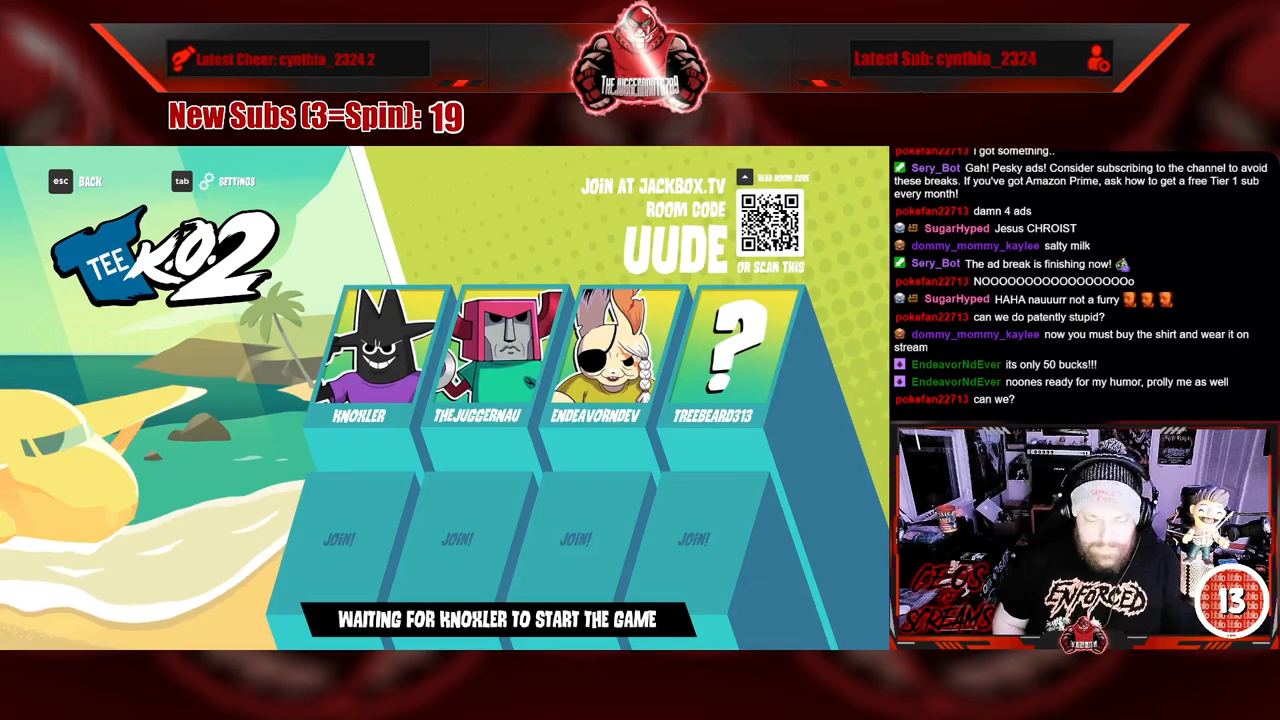 Latest Cheer: cynthia_2324 2
THEJUGGERNAUT0289
Latest Sub: cynthia_2324
New Subs (3=Spin): 19
esc BACK
tab SETTINGS
TEE K.O. 2
JOIN AT JACKBOX.TV
ROOM CODE
UUDE
READ ROOM CODE
OR SCAN THIS
KNOXLER
THEJUGGERNAU
ENDEAVORNDEV
TREEBEARD313
JOIN!
JOIN!
JOIN!
JOIN!
WAITING FOR KNOXLER TO START THE GAME
pokefan22713 I got something..
Sery_Bot Gah! Pesky ads! Consider subscribing to the channel to avoid
these breaks. If you've got Amazon Prime, ask how to get a free Tier 1 sub
every month!
pokefan22713 damn 4 ads
SugarHyped Jesus CHROIST
dommy_mommy_kaylee salty milk
Sery_Bot The ad break is finishing now!
pokefan22713 NOOOOOOOOOOOOOOOOo
SugarHyped HAHA nauuurr not a furry
pokefan22713 can we do patently stupid?
dommy_mommy_kaylee now you must buy the shirt and wear it on
stream
EndeavorNdEver its only 50 bucks!!!
EndeavorNdEver noones ready for my humor, prolly me as well
pokefan22713 can we?
ENFORCED
13